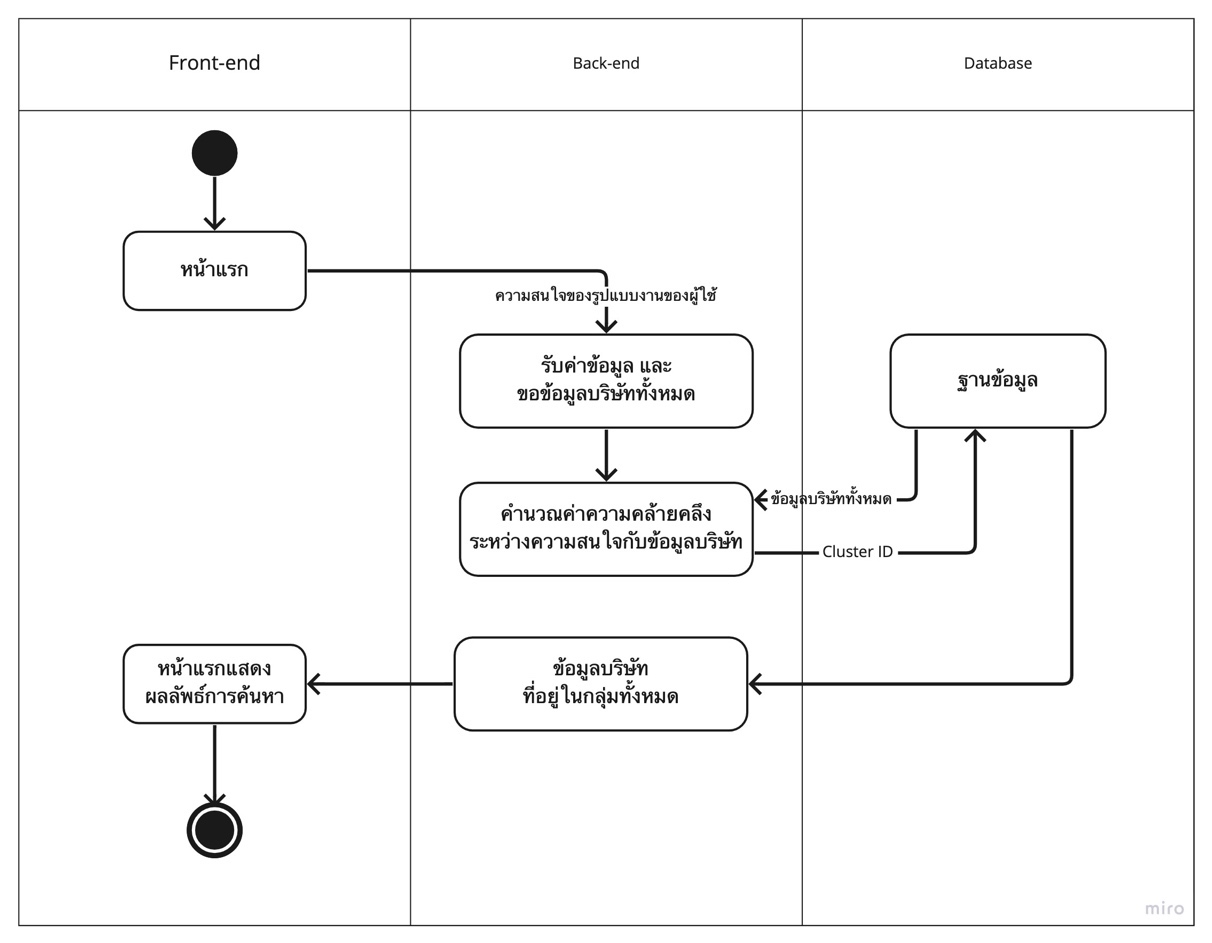 Front-end
Back-end
Database
หน้าแรก
ความสนใจของรูปแบบงานของผู้ใช้
รับค่าข้อมูล และ
ขอข้อมูลบริษัททั้งหมด
ฐานข้อมูล
ข้อมูลบริษัททั้งหมด
คำนวณค่าความคล้ายคลึง
ระหว่างความสนใจกับข้อมูลบริษัท
Cluster ID
หน้าแรกแสดง
ผลลัพธ์การค้นหา
ข้อมูลบริษัท
ที่อยู่ในกลุ่มทั้งหมด
miro